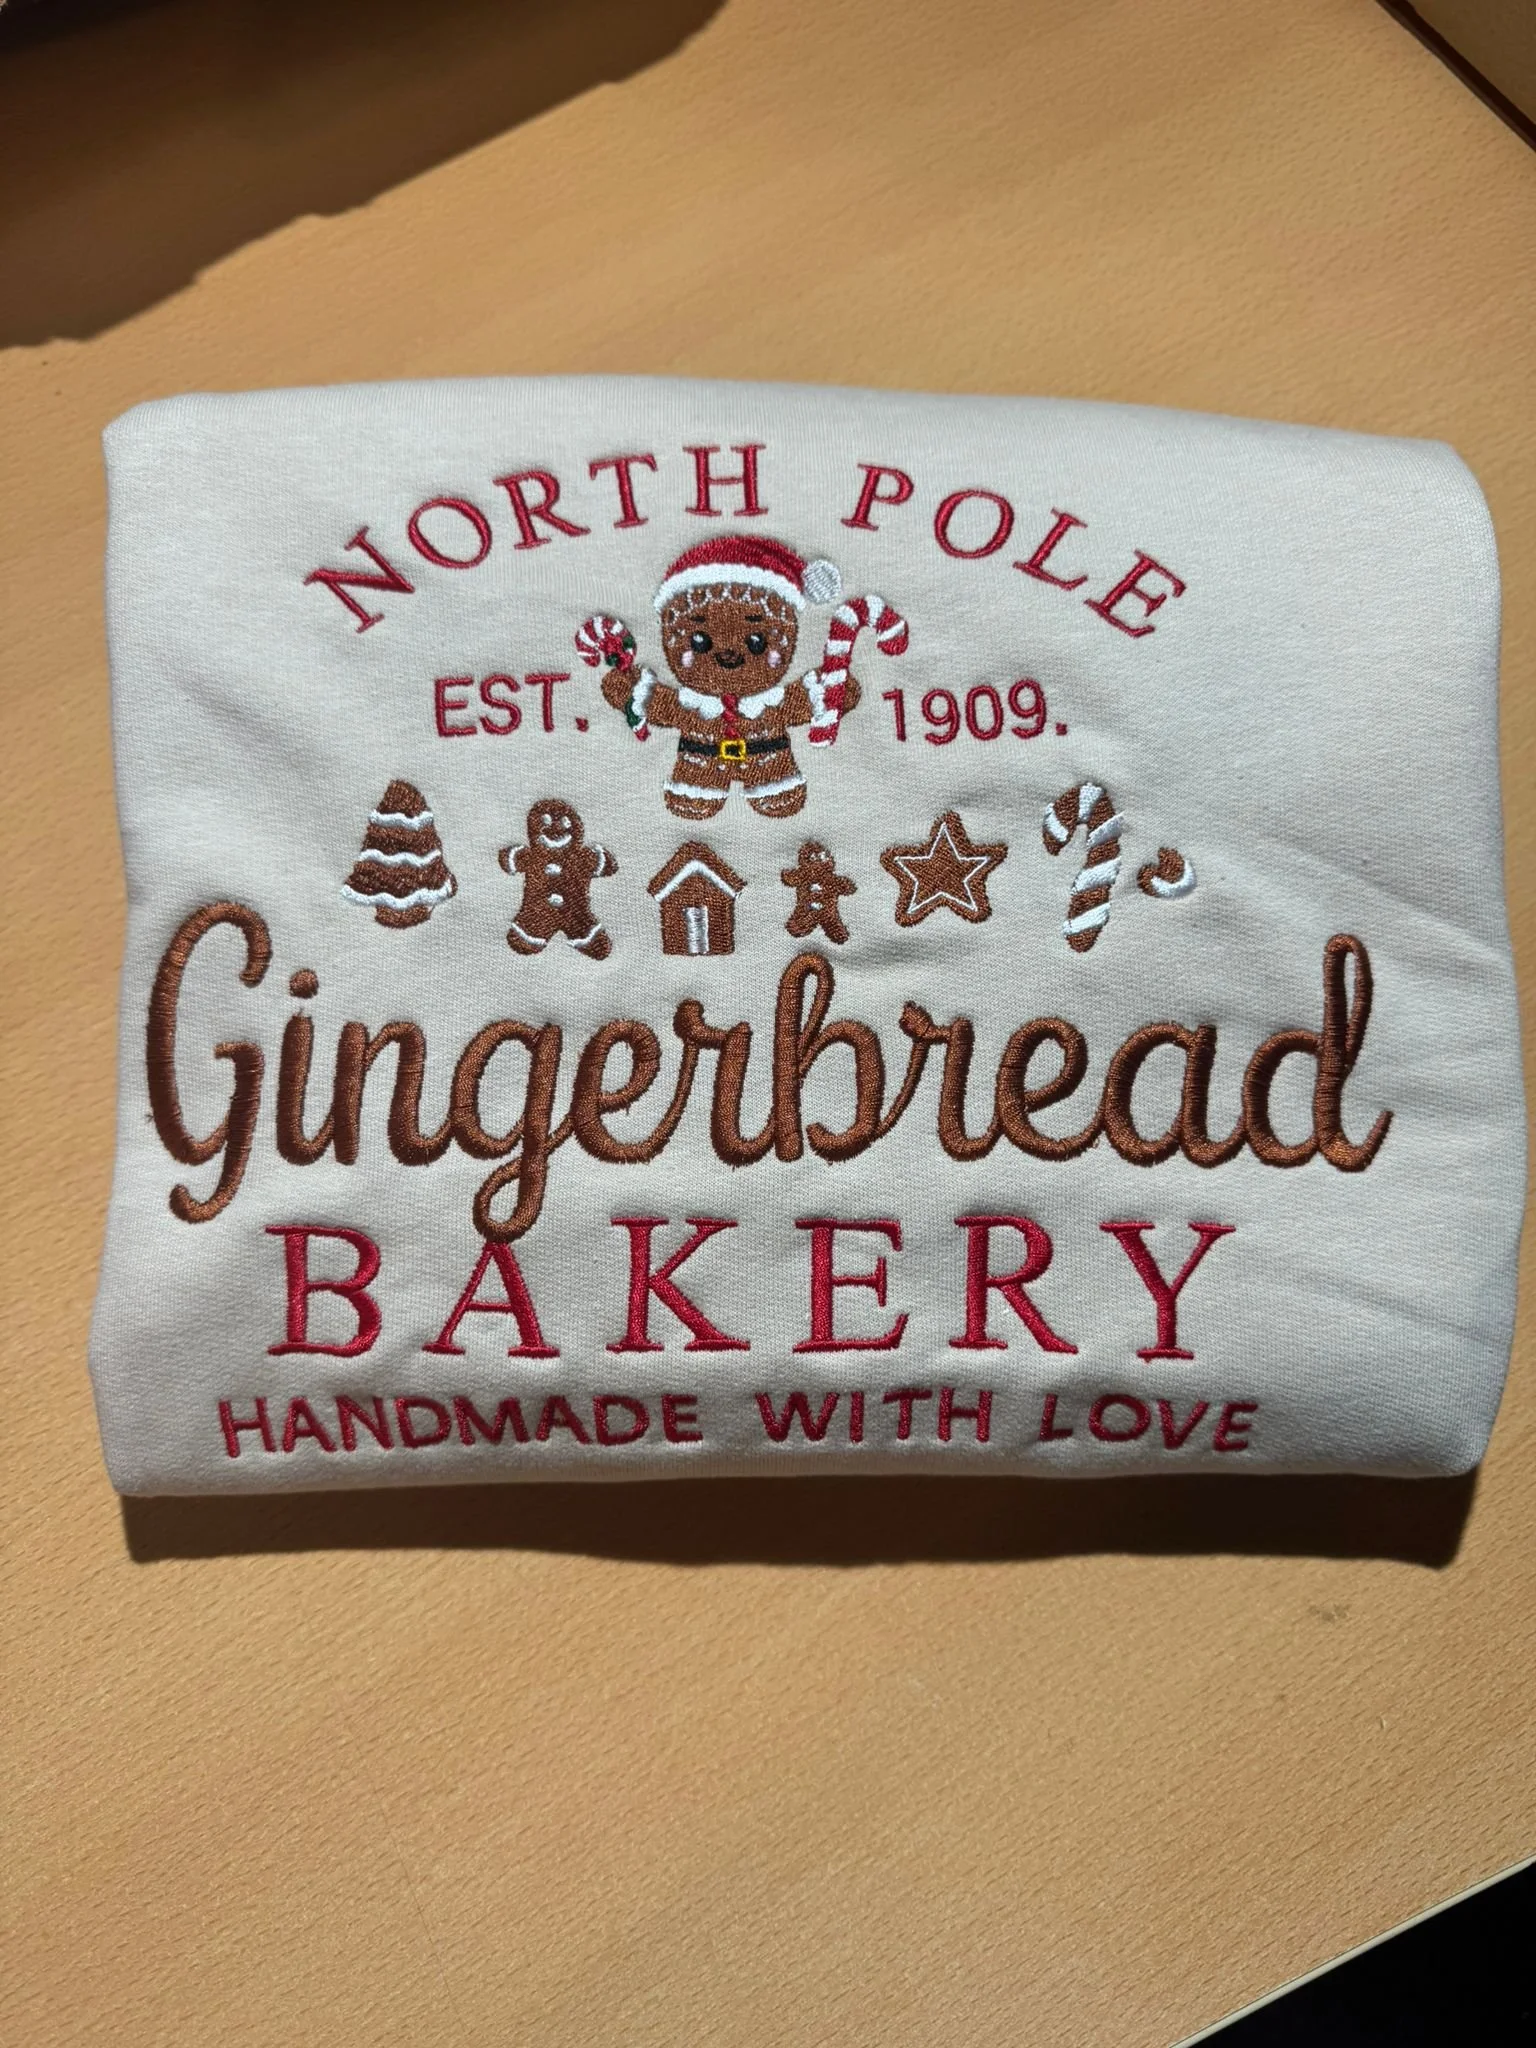 NORTH POLE
EST. 1909.
Gingerbread
BAKERY
HANDMADE WITH LOVE